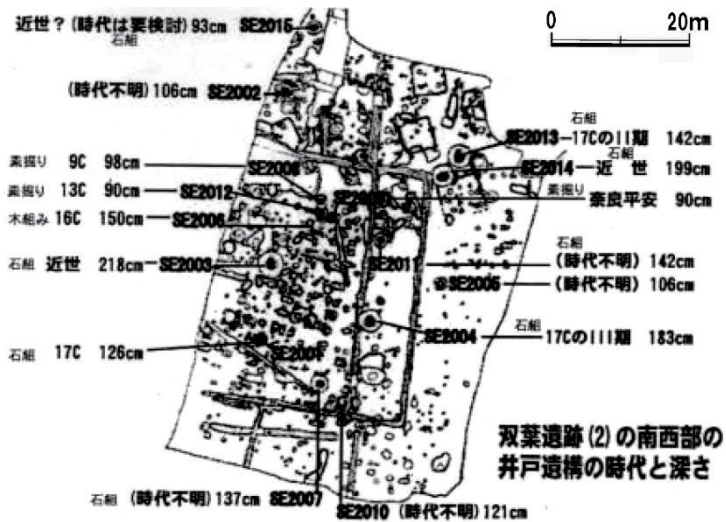 近世？(時代は要検討) 93cm SE2015
石組
0 20m
(時代不明) 106cm SE2002
石組
SE2013 17CのII期 142cm
石組
SE2014 近世 199cm
素掘り 9C 98cm
素掘り 13C 90cm SE2012
素掘り
奈良平安 90cm
木組み 16C 150cm SE2006
石組 近世 218cm SE2003
SE2011
石組
(時代不明) 142cm
SE2005 (時代不明) 106cm
石組
SE2004 17CのIII期 183cm
石組 17C 126cm
双葉遺跡(2)の南西部の
井戸遺構の時代と深さ
石組 (時代不明) 137cm SE2007
SE2010 (時代不明) 121cm